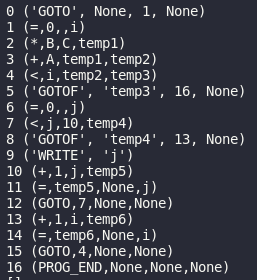 0 ('GOTO', None, 1, None)
1 (=,0,,i)
2 (*,B,C,temp1)
3 (+,A,temp1,temp2)
4 (<,i,temp2,temp3)
5 ('GOTOF', 'temp3', 16, None)
6 (=,0,,j)
7 (<,j,10,temp4)
8 ('GOTOF', 'temp4', 13, None)
9 ('WRITE', 'j')
10 (+,1,j,temp5)
11 (=,temp5,None,j)
12 (GOTO,7,None,None)
13 (+,1,i,temp6)
14 (=,temp6,None,i)
15 (GOTO,4,None,None)
16 (PROG_END,None,None,None)